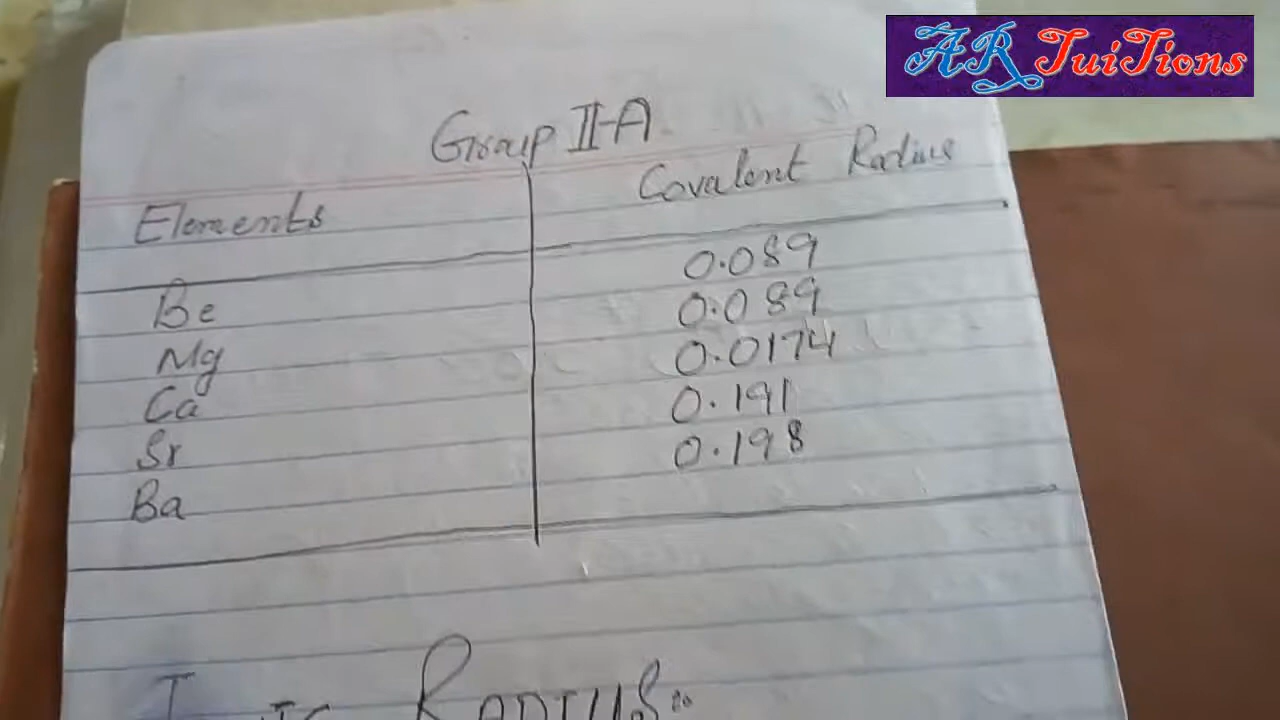 AR TuiTions
Group II-A
Elements Covalent Radius
Be 0.089
Mg 0.089
Ca 0.0174
Sr 0.191
Ba 0.198
Radius: